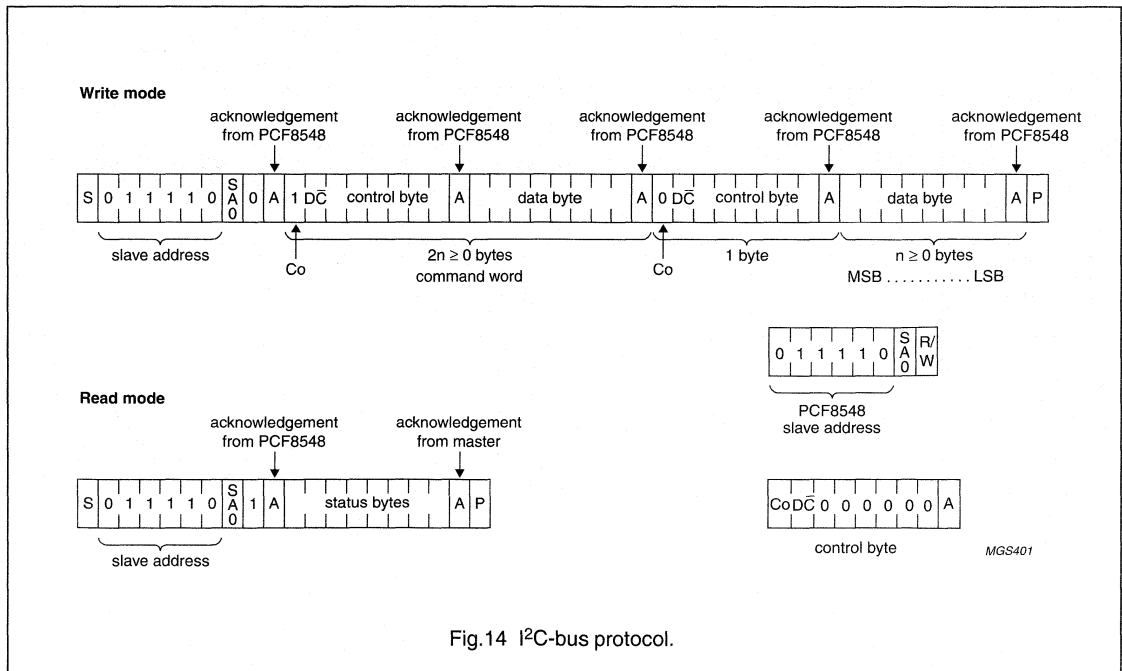 Write mode
acknowledgement from PCF8548
acknowledgement from PCF8548
acknowledgement from PCF8548
acknowledgement from PCF8548
acknowledgement from PCF8548
S 0 1 1 1 1 0 SA0 0 A 1 DC̅ control byte A data byte A 0 DC̅ control byte A data byte A P
slave address
Co
2n ≥ 0 bytes
command word
Co
1 byte
n ≥ 0 bytes
MSB . . . . . . . . . . . LSB
0 1 1 1 1 0 SA0 R/W
PCF8548
slave address
Read mode
acknowledgement from PCF8548
acknowledgement from master
S 0 1 1 1 1 0 SA0 1 A status bytes A P
slave address
Co DC̅ 0 0 0 0 0 0 A
control byte
MGS401
Fig.14 I²C-bus protocol.